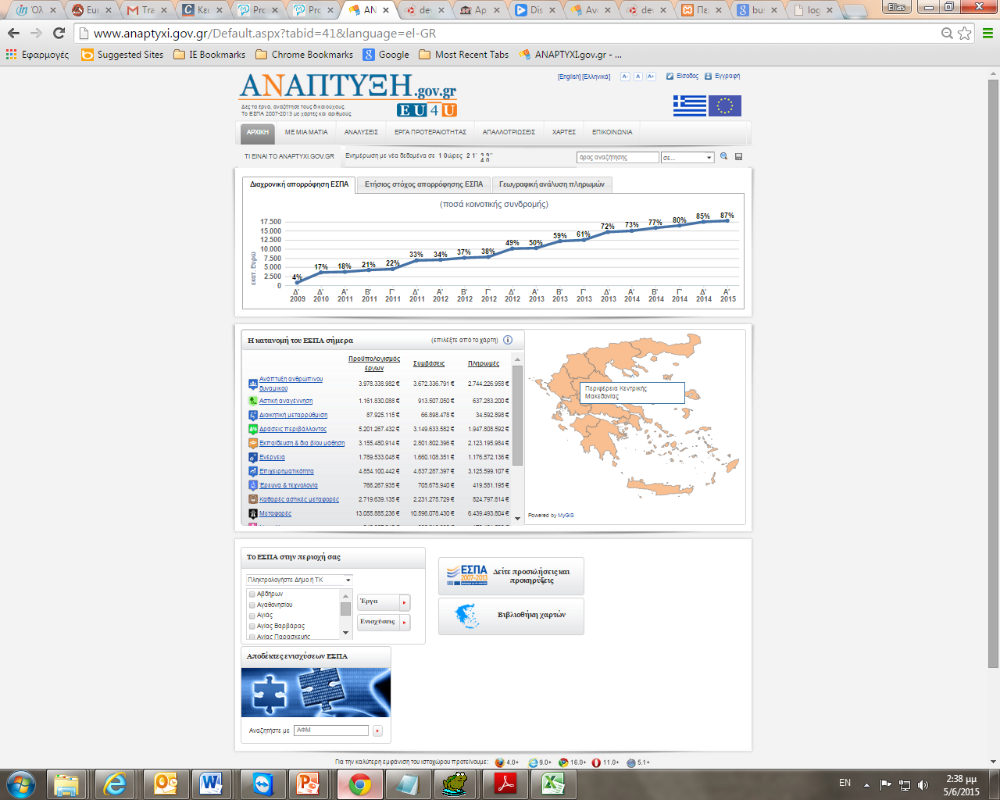 Όλ
Eur
Tra
Κεφ
Pro
Pro
AN
dev
Αρ
Dis
Ανα
dev
Περ
bus
log
Elias
www.anaptyxi.gov.gr/Default.aspx?tabid=41&language=el-GR
Εφαρμογές
Suggested Sites
IE Bookmarks
Chrome Bookmarks
Google
Most Recent Tabs
ANAPTYXI.gov.gr - ...
ΑΝΑΠΤΥΞΗ.gov.gr
Δες τα έργα, αναζήτησε τους δικαιούχους.
Το ΕΣΠΑ 2007-2013 με χάρτες και αριθμούς.
EU 4 U
[English] [Ελληνικά]
A- A A+
Είσοδος
Εγγραφή
ΑΡΧΙΚΗ
ΜΕ ΜΙΑ ΜΑΤΙΑ
ΑΝΑΛΥΣΕΙΣ
ΕΡΓΑ ΠΡΟΤΕΡΑΙΟΤΗΤΑΣ
ΑΠΑΛΛΟΤΡΙΩΣΕΙΣ
ΧΑΡΤΕΣ
ΕΠΙΚΟΙΝΩΝΙΑ
ΤΙ ΕΙΝΑΙ ΤΟ ANAPTYXI.GOV.GR
Ενημέρωση με νέα δεδομένα σε 10ώρες 21'
όρος αναζήτησης
σε...
Διαχρονική απορρόφηση ΕΣΠΑ
Ετήσιος στόχος απορρόφησης ΕΣΠΑ
Γεωγραφική ανάλυση πληρωμών
(ποσά κοινοτικής συνδρομής)
εκατ. Ευρώ
17.500
15.000
12.500
10.000
7.500
5.000
2.500
0
4% 17% 18% 21% 22% 33% 34% 37% 38% 49% 50% 59% 61% 72% 73% 77% 80% 85% 87%
Δ' Δ' Α' Β' Γ' Δ' Α' Β' Γ' Δ' Α' Β' Γ' Δ' Α' Β' Γ' Δ' Α'
2009 2010 2011 2011 2011 2011 2012 2012 2012 2012 2013 2013 2013 2013 2014 2014 2014 2014 2015
Η κατανομή του ΕΣΠΑ σήμερα
(επιλέξτε από το χάρτη)
Προϋπολογισμός έργων Συμβάσεις Πληρωμές
Ανάπτυξη ανθρώπινου δυναμικού 3.978.338.982 € 3.672.336.791 € 2.744.226.958 €
Αστική αναγέννηση 1.161.830.088 € 913.507.050 € 637.283.200 €
Διοικητική μεταρρύθμιση 87.925.115 € 66.898.478 € 34.592.898 €
Δράσεις περιβάλλοντος 5.201.267.432 € 3.149.633.582 € 1.947.808.592 €
Εκπαίδευση & δια βίου μάθηση 3.155.480.914 € 2.801.802.396 € 2.123.195.984 €
Ενέργεια 1.789.533.048 € 1.660.108.351 € 1.176.572.136 €
Επιχειρηματικότητα 4.854.100.442 € 4.837.287.397 € 3.125.599.107 €
Έρευνα & τεχνολογία 766.267.935 € 705.675.940 € 419.581.195 €
Καθαρές αστικές μεταφορές 2.719.639.135 € 2.231.275.729 € 824.797.814 €
Μεταφορές 13.055.885.236 € 10.596.078.430 € 6.439.493.804 €
Περιφέρεια Κεντρικής
Μακεδονίας
Powered by MyGIS
Το ΕΣΠΑ στην περιοχή σας
Πληκτρολογήστε Δήμο ή ΤΚ
Αβδήρων
Αγαθονησίου
Αγιάς
Αγίας Βαρβάρας
Αγίας Παρασκευής
Έργα
Ενισχύσεις
ΕΣΠΑ
2007-2013
Δείτε προσκλήσεις και
προκηρύξεις
Βιβλιοθήκη χαρτών
Αποδέκτες ενισχύσεων ΕΣΠΑ
Αναζητήστε με
ΑΦΜ
Για την καλύτερη εμφάνιση του ιστοχώρου προτείνουμε: 4.0+ 9.0+ 16.0+ 11.0+ 5.1+
EN
2:38 μμ
5/6/2015